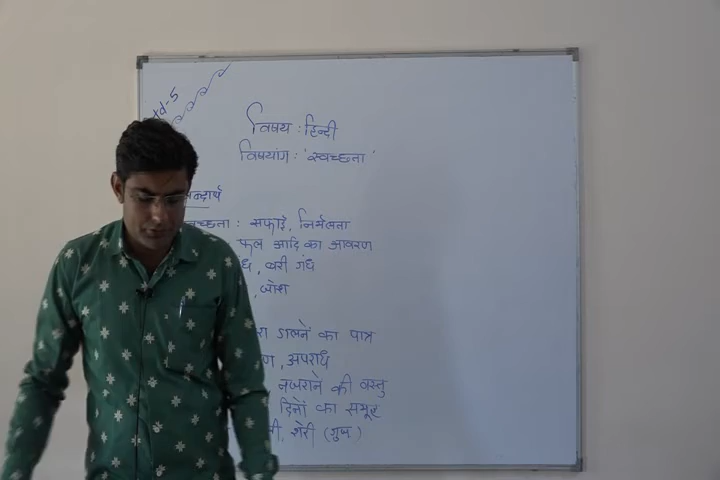 विषय : हिन्दी
विषयांग : 'स्वच्छता'
शब्दार्थ
स्वच्छता : सफाई, निर्मलता
फल आदि का आवरण
बुरी गंध
, जोश
डालने का पात्र
, अपराध
नजराने की वस्तु
दिनों का समूह
, शेरी (गुज.)